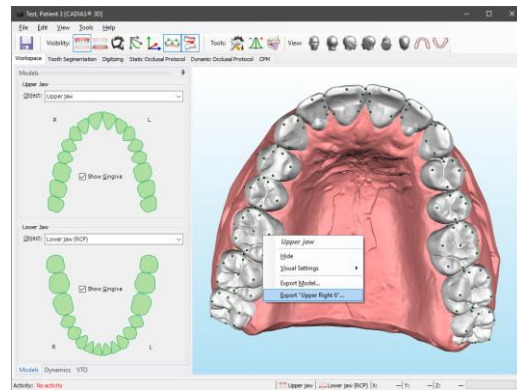 Test, Patient 3 [CADIAS® 3D]
File Edit View Tools Help
Visibility: Tools: View:
Workspace Tooth Segmentation Digitizing Static Occlusal Protocol Dynamic Occlusal Protocol CPM
Models
Upper Jaw
Object: Upper jaw
R L
Show Gingiva
Lower Jaw
Object: Lower jaw (RCP)
Show Gingiva
R L
Upper jaw
Hide
Visual Settings
Export Model...
Export "Upper Right 6"...
Models Dynamics VTO
Activity: No activity
Upper jaw Lower jaw (RCP) X: — Y: — Z: —